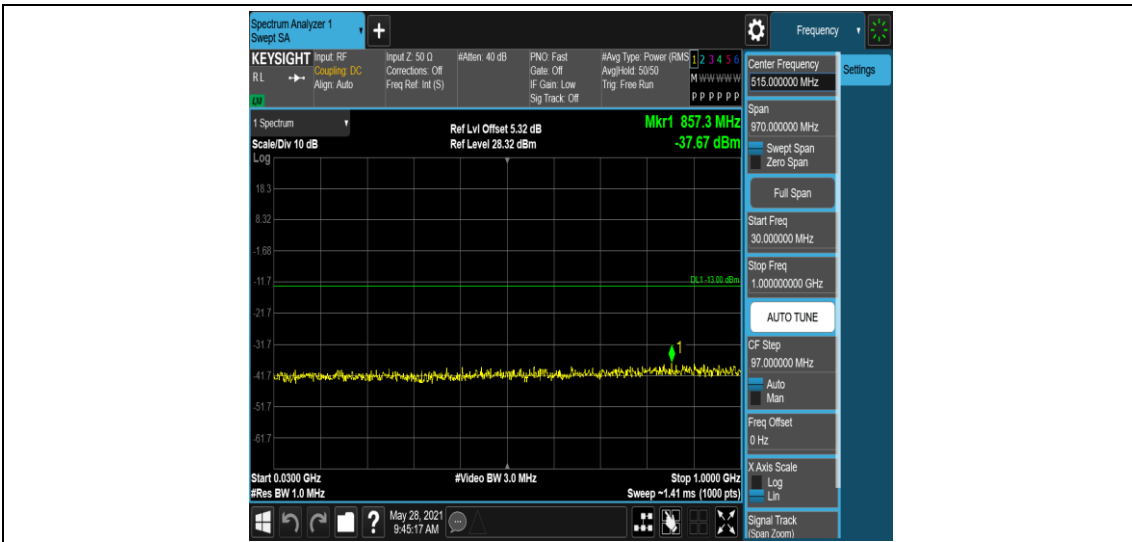 Spectrum Analyzer 1
Swept SA
Frequency
KEYSIGHT
RL
LXI
Input: RF
Coupling: DC
Align: Auto
Input Z: 50 Ω
Corrections: Off
Freq Ref: Int (S)
#Atten: 40 dB
PNO: Fast
Gate: Off
IF Gain: Low
Sig Track: Off
#Avg Type: Power (RMS
Avg|Hold: 50/50
Trig: Free Run
1 2 3 4 5 6
M W W W W W
P P P P P P
1 Spectrum
Scale/Div 10 dB
Log
Ref Lvl Offset 5.32 dB
Ref Level 28.32 dBm
Mkr1 857.3 MHz
-37.67 dBm
18.3
8.32
-1.68
-11.7
DL1 -13.00 dBm
-21.7
-31.7
1
-41.7
-51.7
-61.7
Start 0.0300 GHz
#Res BW 1.0 MHz
#Video BW 3.0 MHz
Stop 1.0000 GHz
Sweep ~1.41 ms (1000 pts)
?
May 28, 2021
9:45:17 AM
Center Frequency
515.000000 MHz
Settings
Span
970.000000 MHz
Swept Span
Zero Span
Full Span
Start Freq
30.000000 MHz
Stop Freq
1.000000000 GHz
AUTO TUNE
CF Step
97.000000 MHz
Auto
Man
Freq Offset
0 Hz
X Axis Scale
Log
Lin
Signal Track
(Span Zoom)